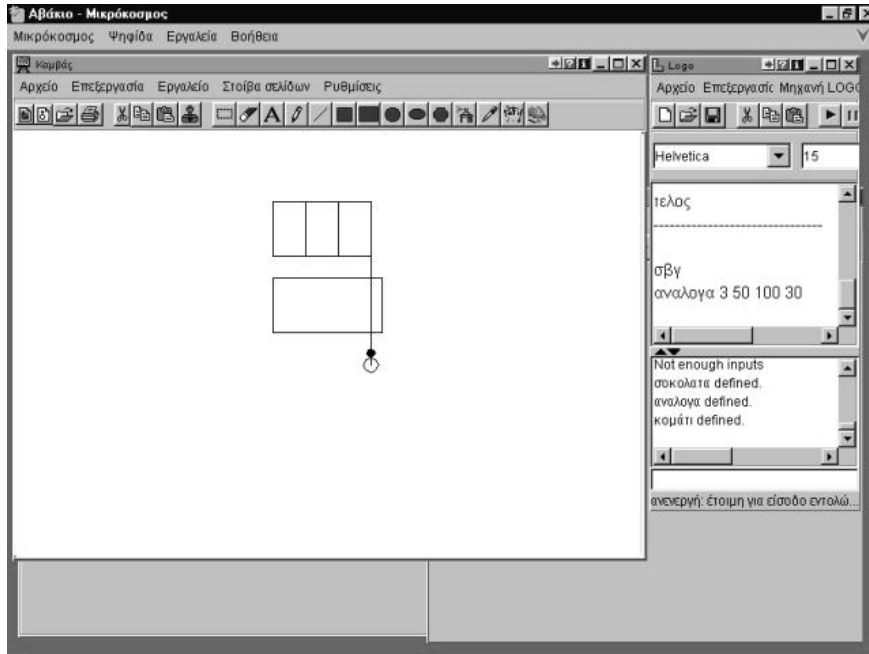 Αβάκιο - Μικρόκοσμος
Μικρόκοσμος Ψηφίδα Εργαλεία Βοήθεια
Καμβάς
Αρχείο Επεξεργασία Εργαλείο Στοίβα σελίδων Ρυθμίσεις
Logo
Αρχείο Επεξεργασίc Μηχανή LOGO
Helvetica 15
τελος
-----------------------------------
σβγ
αναλογα 3 50 100 30
Not enough inputs
σοκολατα defined.
αναλογα defined.
κομάτι defined.
ανενεργή: έτοιμη για είσοδο εντολώ...